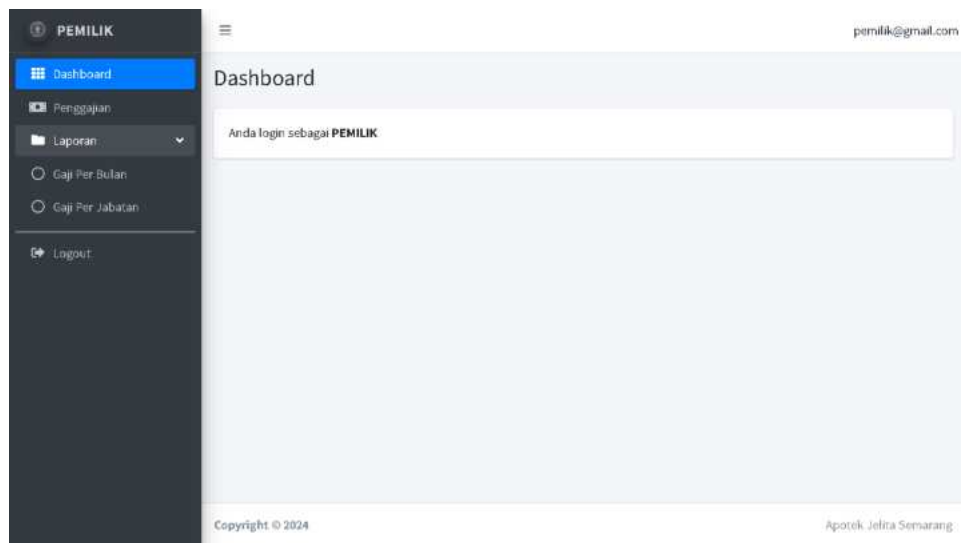 PEMILIK
pemilik@gmail.com
Dashboard
Dashboard
Penggajian
Anda login sebagai PEMILIK
Laporan
Gaji Per Bulan
Gaji Per Jabatan
Logout
Copyright © 2024
Apotek Jelita Semarang